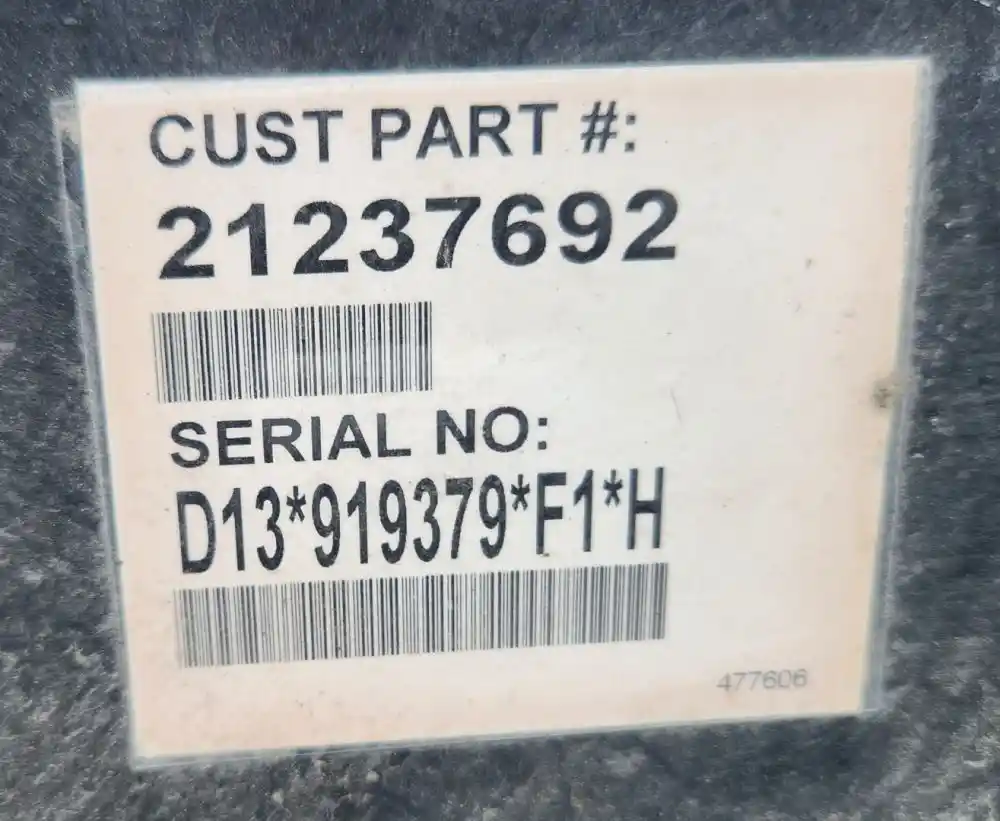 CUST PART #:
21237692
SERIAL NO:
D13*919379*F1*H
477606